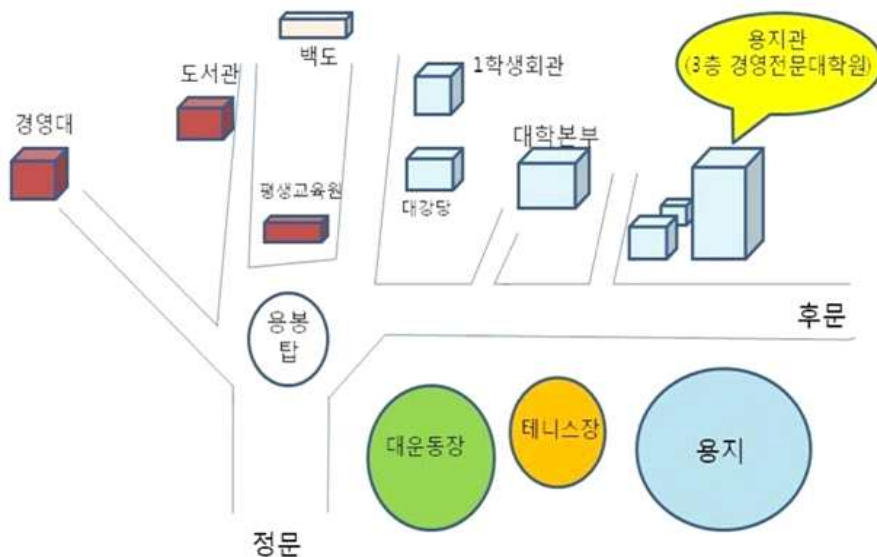 백도
용지관
(3층 경영전문대학원)
1학생회관
도서관
경영대
대학본부
평생교육원
대강당
용봉
탑
후문
대운동장
테니스장
용지
정문